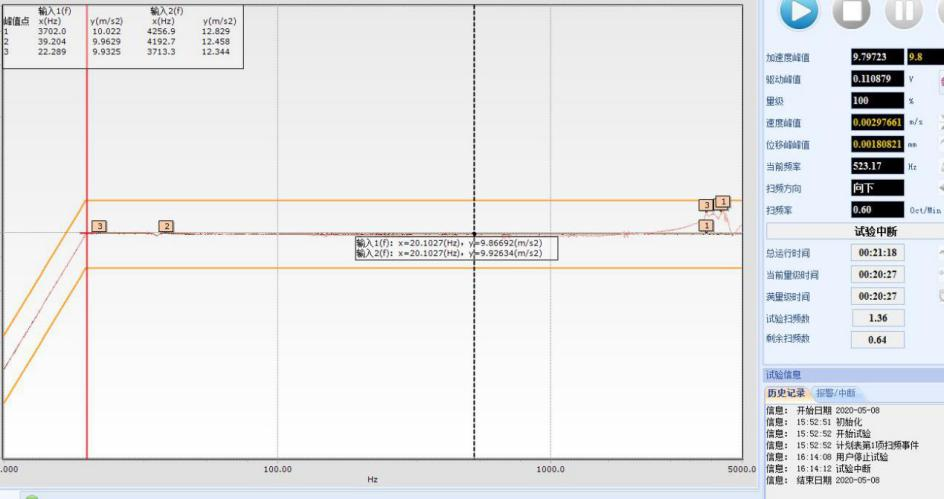 输入1(f) 输入2(f)
峰值点 x(Hz) y(m/s2) x(Hz) y(m/s2)
1 3702.0 10.022 4256.9 12.829
2 39.204 9.9629 4192.7 12.458
3 22.289 9.9325 3713.3 12.344
3 2 3 1
1
输入1(f): x=20.1027(Hz), y=9.86692(m/s2)
输入2(f): x=20.1027(Hz), y=9.92634(m/s2)
.000 100.00 1000.0 5000.0
Hz
加速度峰值 9.79723 9.8
驱动峰值 0.110879 V
量级 100 %
速度峰值 0.00297661 m/s
位移峰峰值 0.00180821 mm
当前频率 523.17 Hz
扫频方向 向下
扫频率 0.60 Oct/Min
试验中断
总运行时间 00:21:18
当前量级时间 00:20:27
满量级时间 00:20:27
试验扫频数 1.36
剩余扫频数 0.64
试验信息
历史记录 报警/中断
信息: 开始日期 2020-05-08
信息: 15:52:51 初始化
信息: 15:52:52 开始试验
信息: 15:52:52 计划表第1项扫频事件
信息: 16:14:08 用户停止试验
信息: 16:14:12 试验中断
信息: 结束日期 2020-05-08